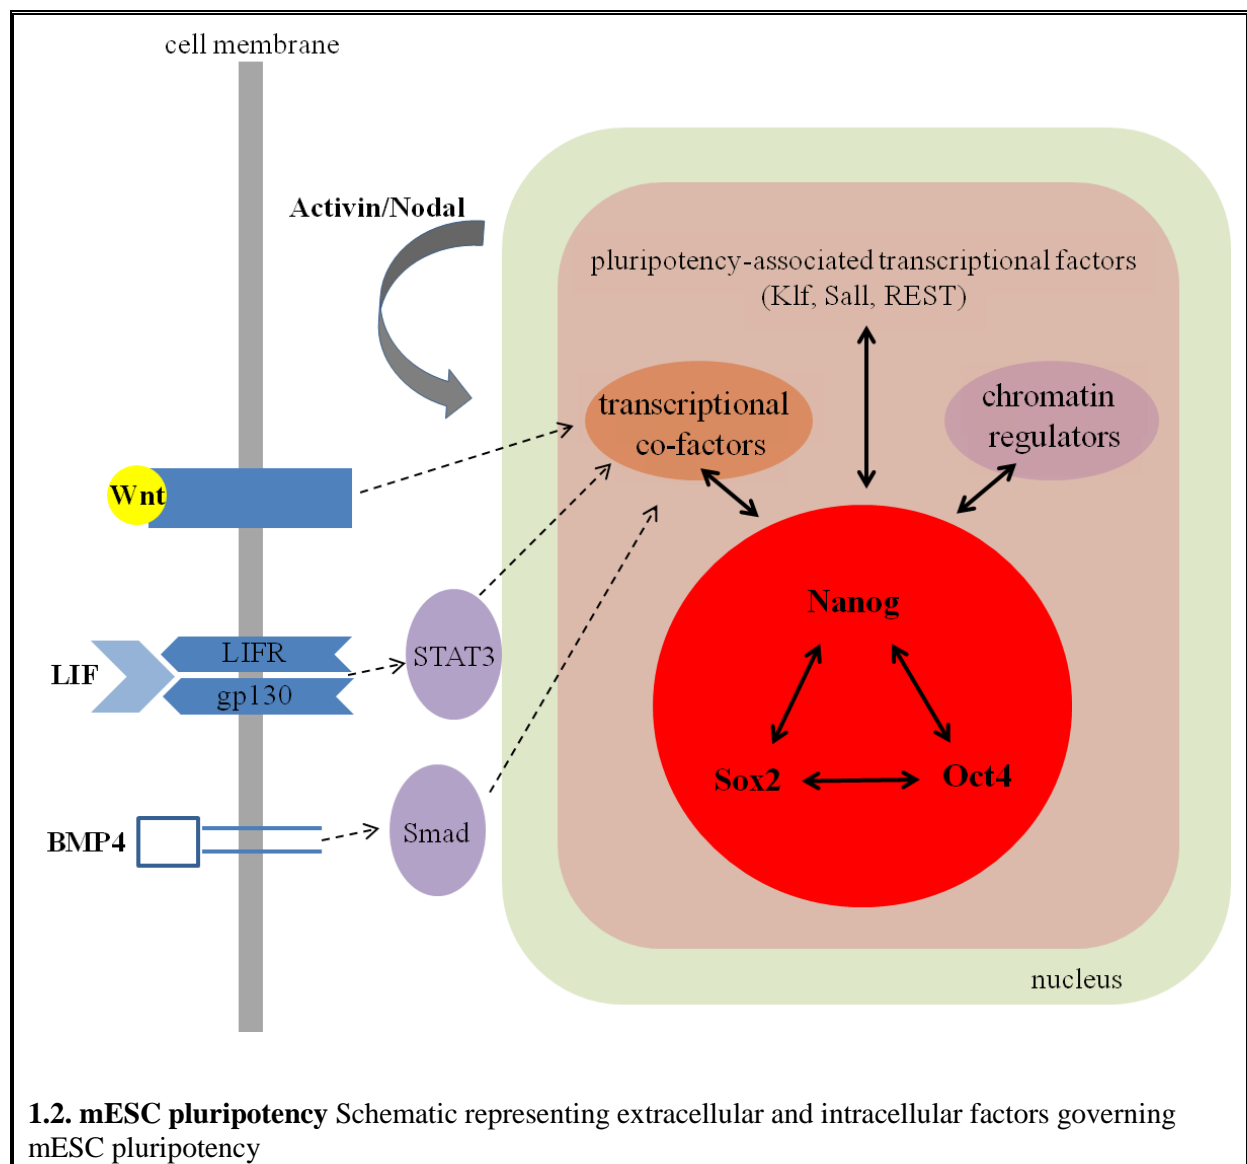 cell membrane
Activin/Nodal
pluripotency-associated transcriptional factors
(Klf, Sall, REST)
transcriptional
co-factors
chromatin
regulators
Wnt
Nanog
LIF
LIFR
gp130
STAT3
Sox2
Oct4
BMP4
Smad
nucleus
1.2. mESC pluripotency Schematic representing extracellular and intracellular factors governing
mESC pluripotency